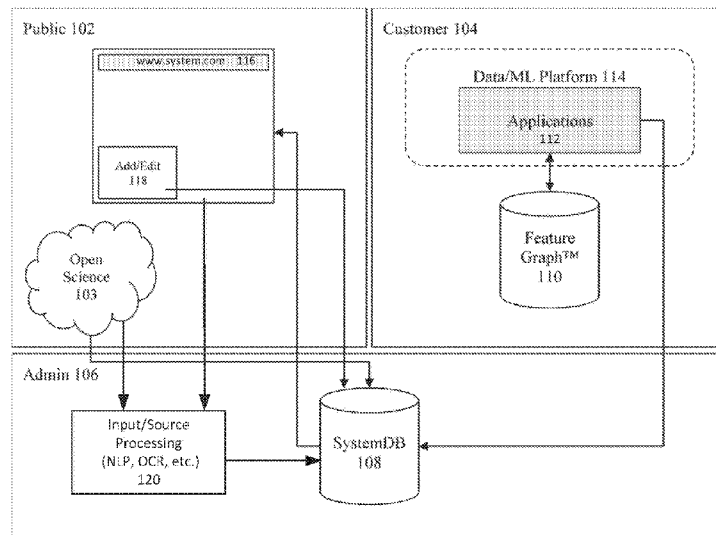 Public 102
www.system.com 116
Add/Edit
118
Open
Science
103
Customer 104
Data/ML Platform 114
Applications
112
Feature
Graph™
110
Admin 106
Input/Source
Processing
(NLP, OCR, etc.)
120
SystemDB
108